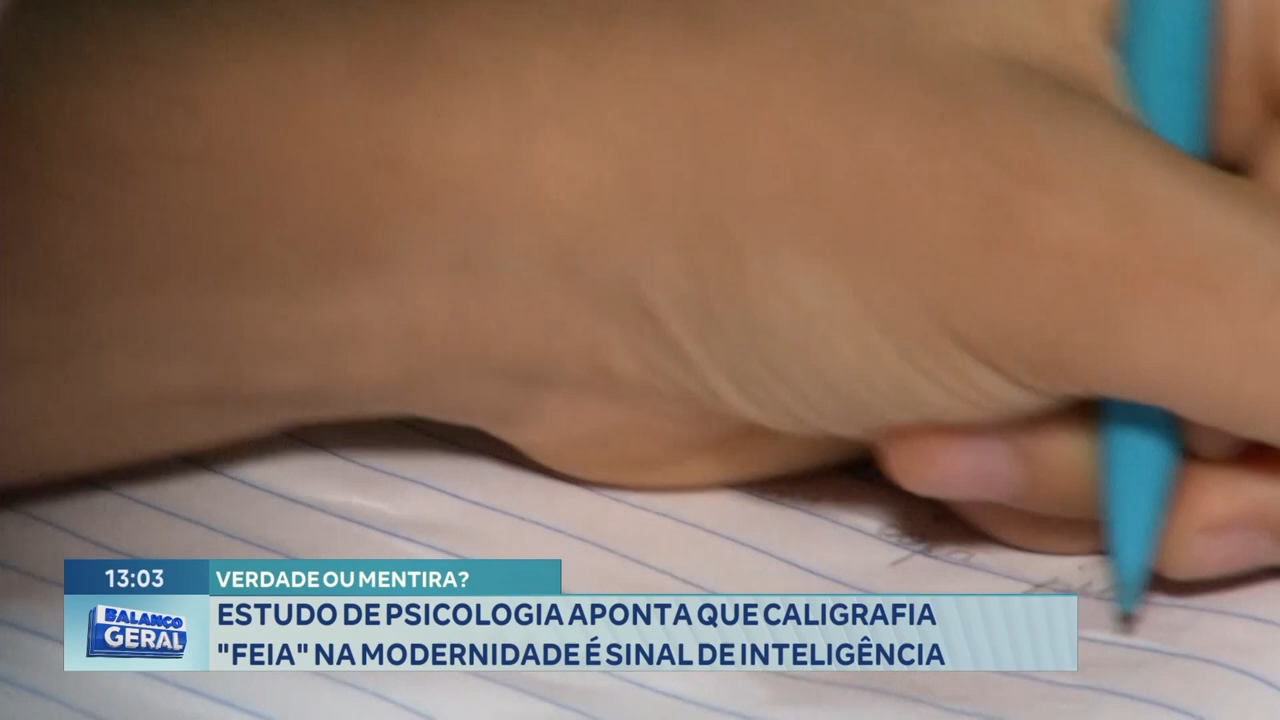 13:03
VERDADE OU MENTIRA?
BALANÇO
GERAL
ESTUDO DE PSICOLOGIA APONTA QUE CALIGRAFIA
"FEIA" NA MODERNIDADE É SINAL DE INTELIGÊNCIA